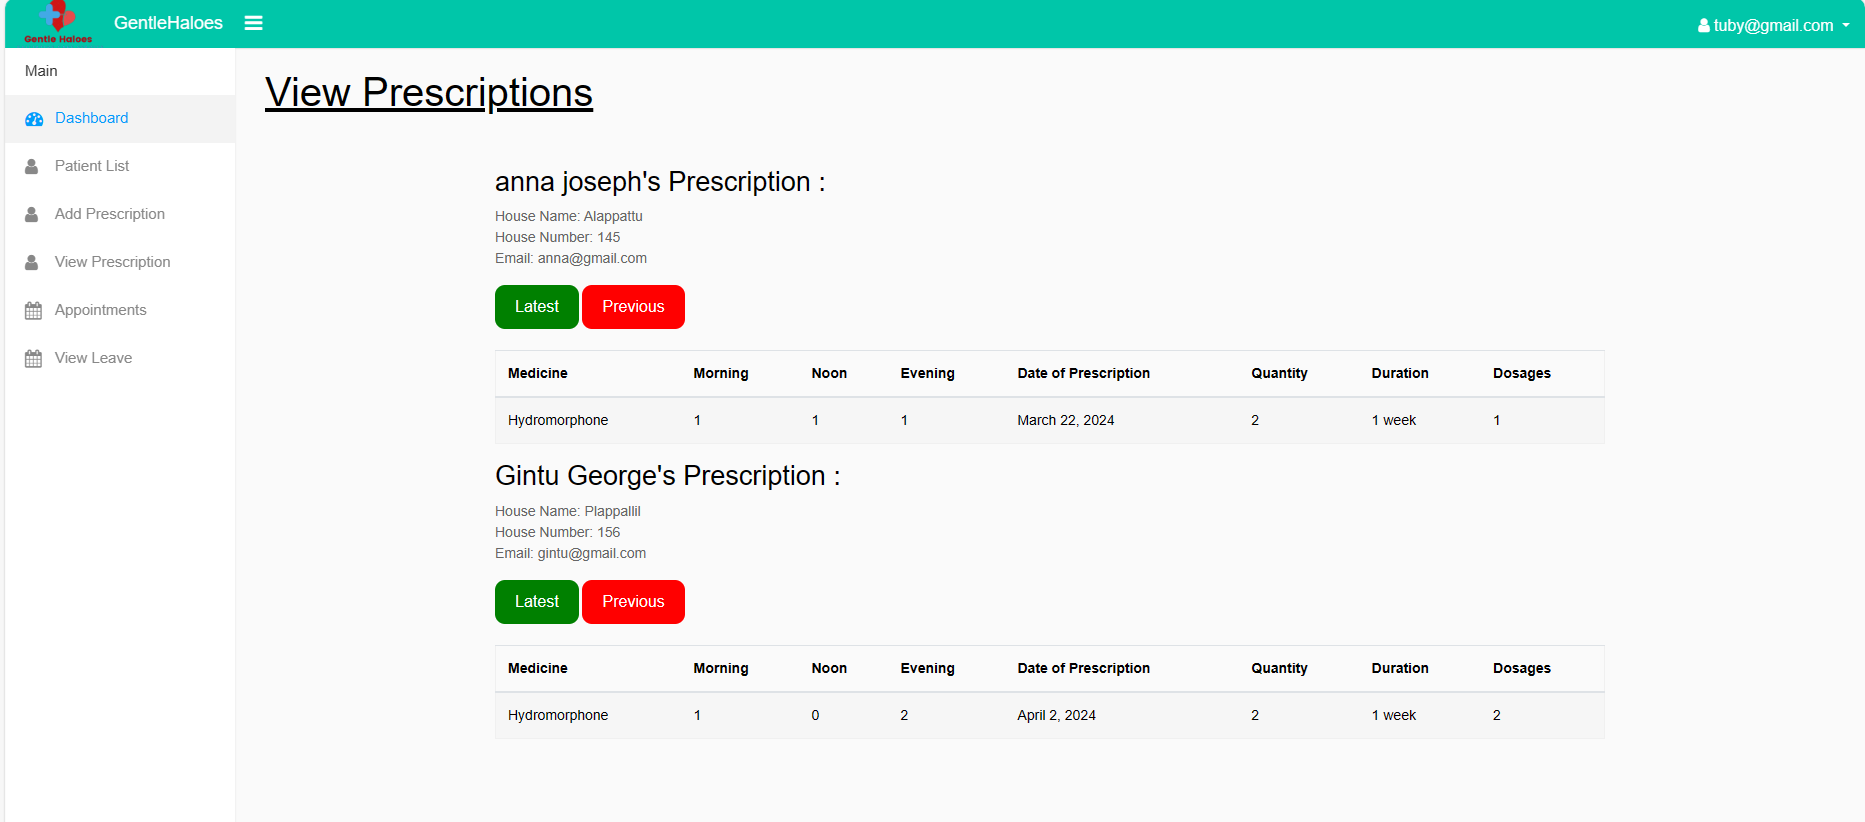 Gentle Haloes
GentleHaloes
tuby@gmail.com
Main
Dashboard
Patient List
Add Prescription
View Prescription
Appointments
View Leave
View Prescriptions
anna joseph's Prescription :
House Name: Alappattu
House Number: 145
Email: anna@gmail.com
Latest Previous
Medicine Morning Noon Evening Date of Prescription Quantity Duration Dosages
Hydromorphone 1 1 1 March 22, 2024 2 1 week 1
Gintu George's Prescription :
House Name: Plappallil
House Number: 156
Email: gintu@gmail.com
Latest Previous
Medicine Morning Noon Evening Date of Prescription Quantity Duration Dosages
Hydromorphone 1 0 2 April 2, 2024 2 1 week 2